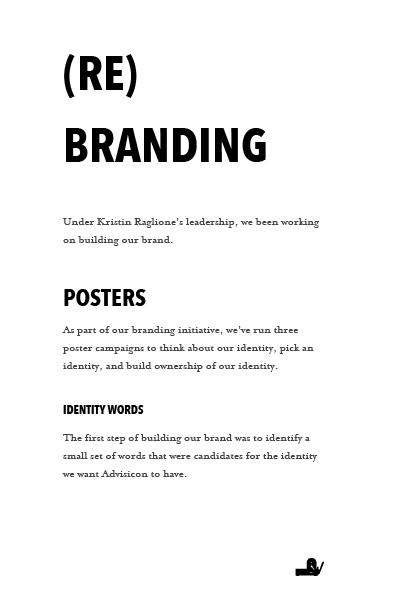 (RE)
BRANDING
Under Kristin Raglione's leadership, we been working
on building our brand.
POSTERS
As part of our branding initiative, we've run three
poster campaigns to think about our identity, pick an
identity, and build ownership of our identity.
IDENTITY WORDS
The first step of building our brand was to identify a
small set of words that were candidates for the identity
we want Advisicon to have.